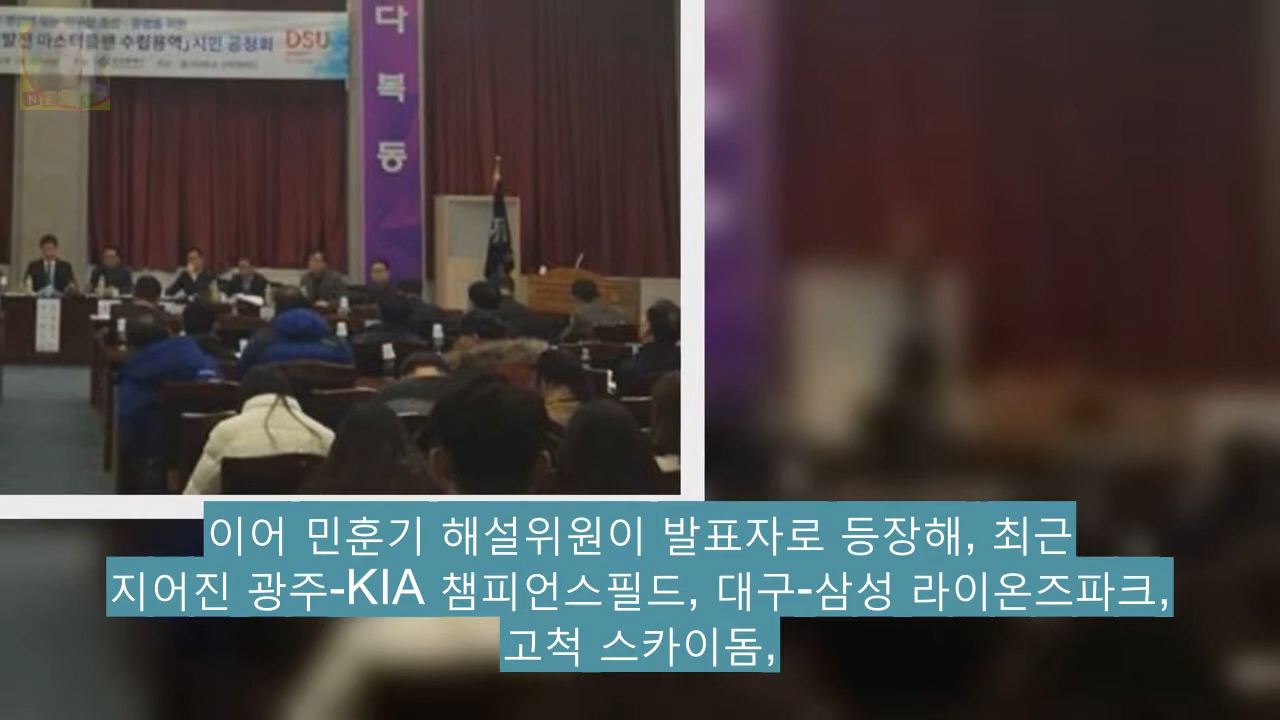 발전 마스터플랜 수립용역」시민 공청회
DSU
다
복
동
NE
이어 민훈기 해설위원이 발표자로 등장해, 최근
지어진 광주-KIA 챔피언스필드, 대구-삼성 라이온즈파크,
고척 스카이돔,